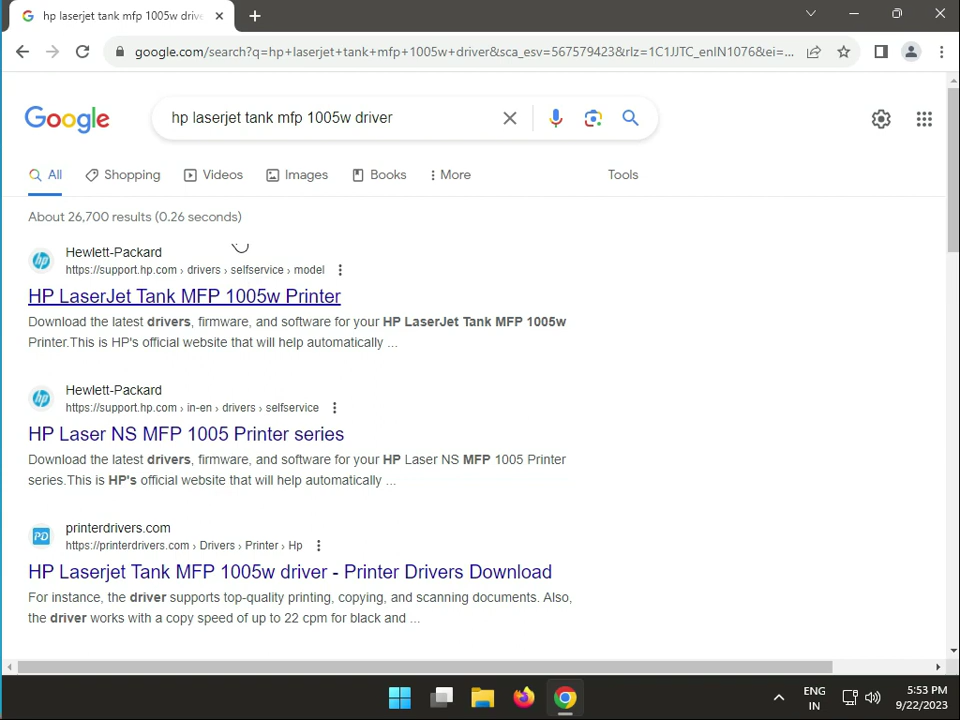 hp laserjet tank mfp 1005w drive
google.com/search?q=hp+laserjet+tank+mfp+1005w+driver&sca_esv=567579423&rlz=1C1JJTC_enIN1076&ei=...
Google
hp laserjet tank mfp 1005w driver
All Shopping Videos Images Books More Tools
About 26,700 results (0.26 seconds)
hp
Hewlett-Packard
https://support.hp.com › drivers › selfservice › model
HP LaserJet Tank MFP 1005w Printer
Download the latest drivers, firmware, and software for your HP LaserJet Tank MFP 1005w
Printer.This is HP's official website that will help automatically ...
hp
Hewlett-Packard
https://support.hp.com › in-en › drivers › selfservice
HP Laser NS MFP 1005 Printer series
Download the latest drivers, firmware, and software for your HP Laser NS MFP 1005 Printer
series.This is HP's official website that will help automatically ...
PD
printerdrivers.com
https://printerdrivers.com › Drivers › Printer › Hp
HP Laserjet Tank MFP 1005w driver - Printer Drivers Download
For instance, the driver supports top-quality printing, copying, and scanning documents. Also,
the driver works with a copy speed of up to 22 cpm for black and ...
ENG
IN
5:53 PM
9/22/2023